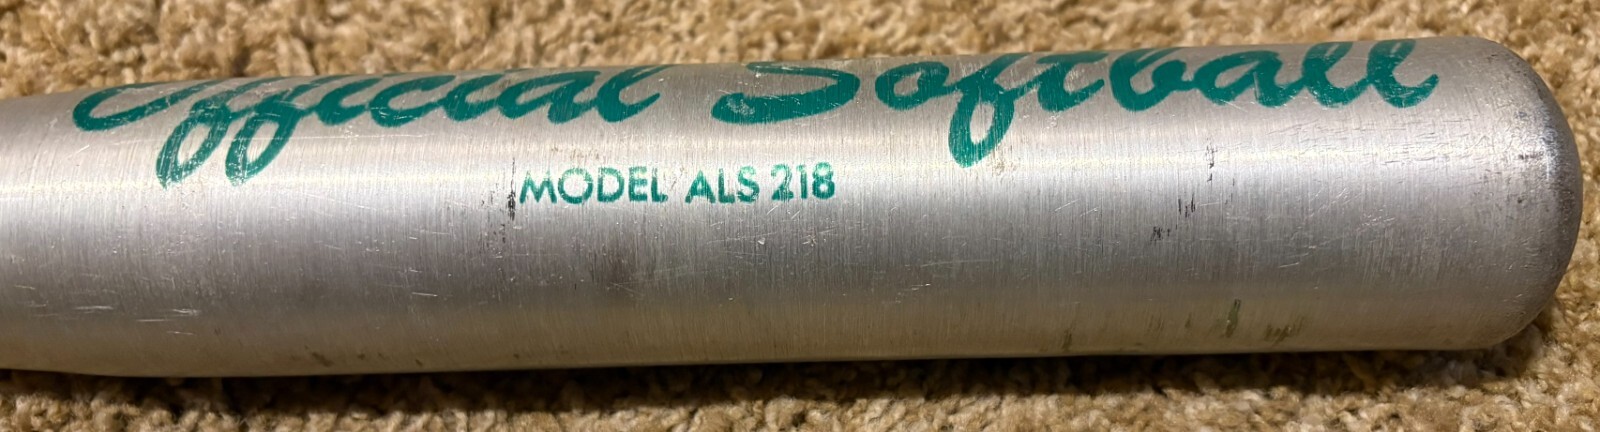 Official Softball
MODEL ALS 218